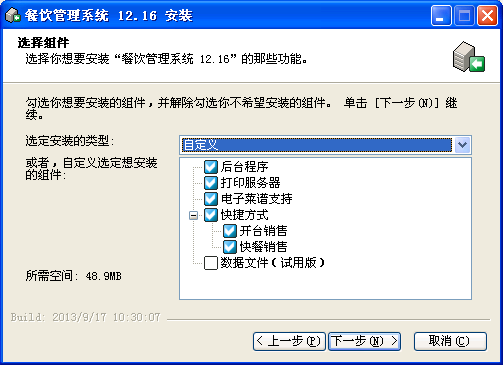 餐饮管理系统 12.16 安装
选择组件
选择你想要安装“餐饮管理系统 12.16”的那些功能。
勾选你想要安装的组件，并解除勾选你不希望安装的组件。 单击 [下一步(N)] 继
续。
选定安装的类型:
自定义
或者，自定义选定想安装
的组件:
后台程序
打印服务器
电子菜谱支持
快捷方式
开台销售
快餐销售
数据文件(试用版)
所需空间: 48.9MB
Build: 2013/9/17 10:30:07
< 上一步(P)
下一步(N) >
取消(C)